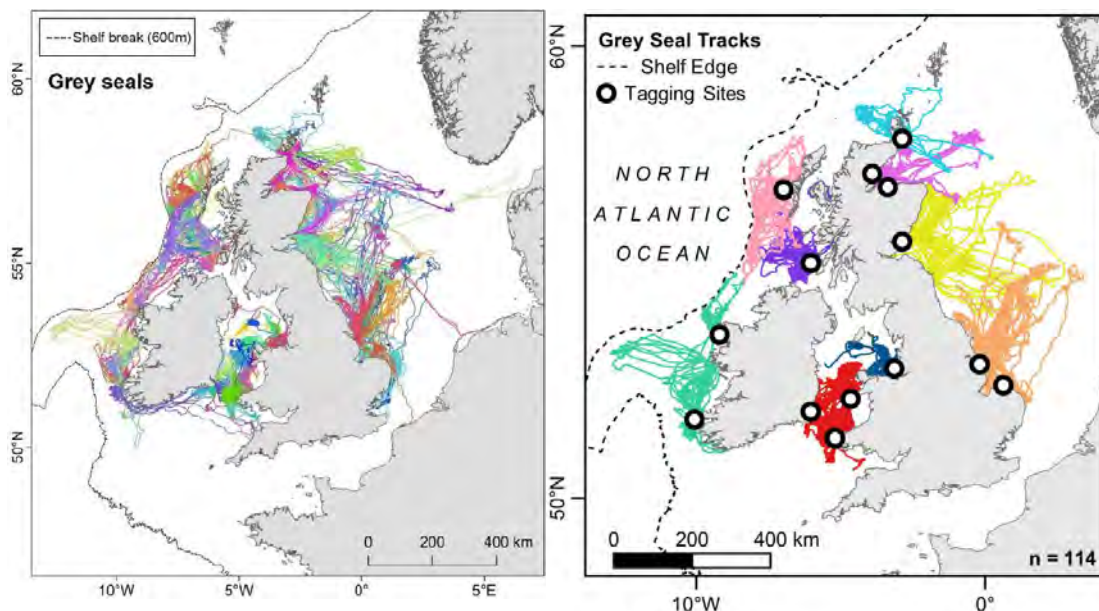 Shelf break (600m)
Grey seals
60°N
55°N
50°N
0 200 400 km
10°W 5°W 0° 5°E
Grey Seal Tracks
Shelf Edge
Tagging Sites
NORTH
ATLANTIC
OCEAN
60°N
50°N
0 200 400 km
n = 114
10°W 0°